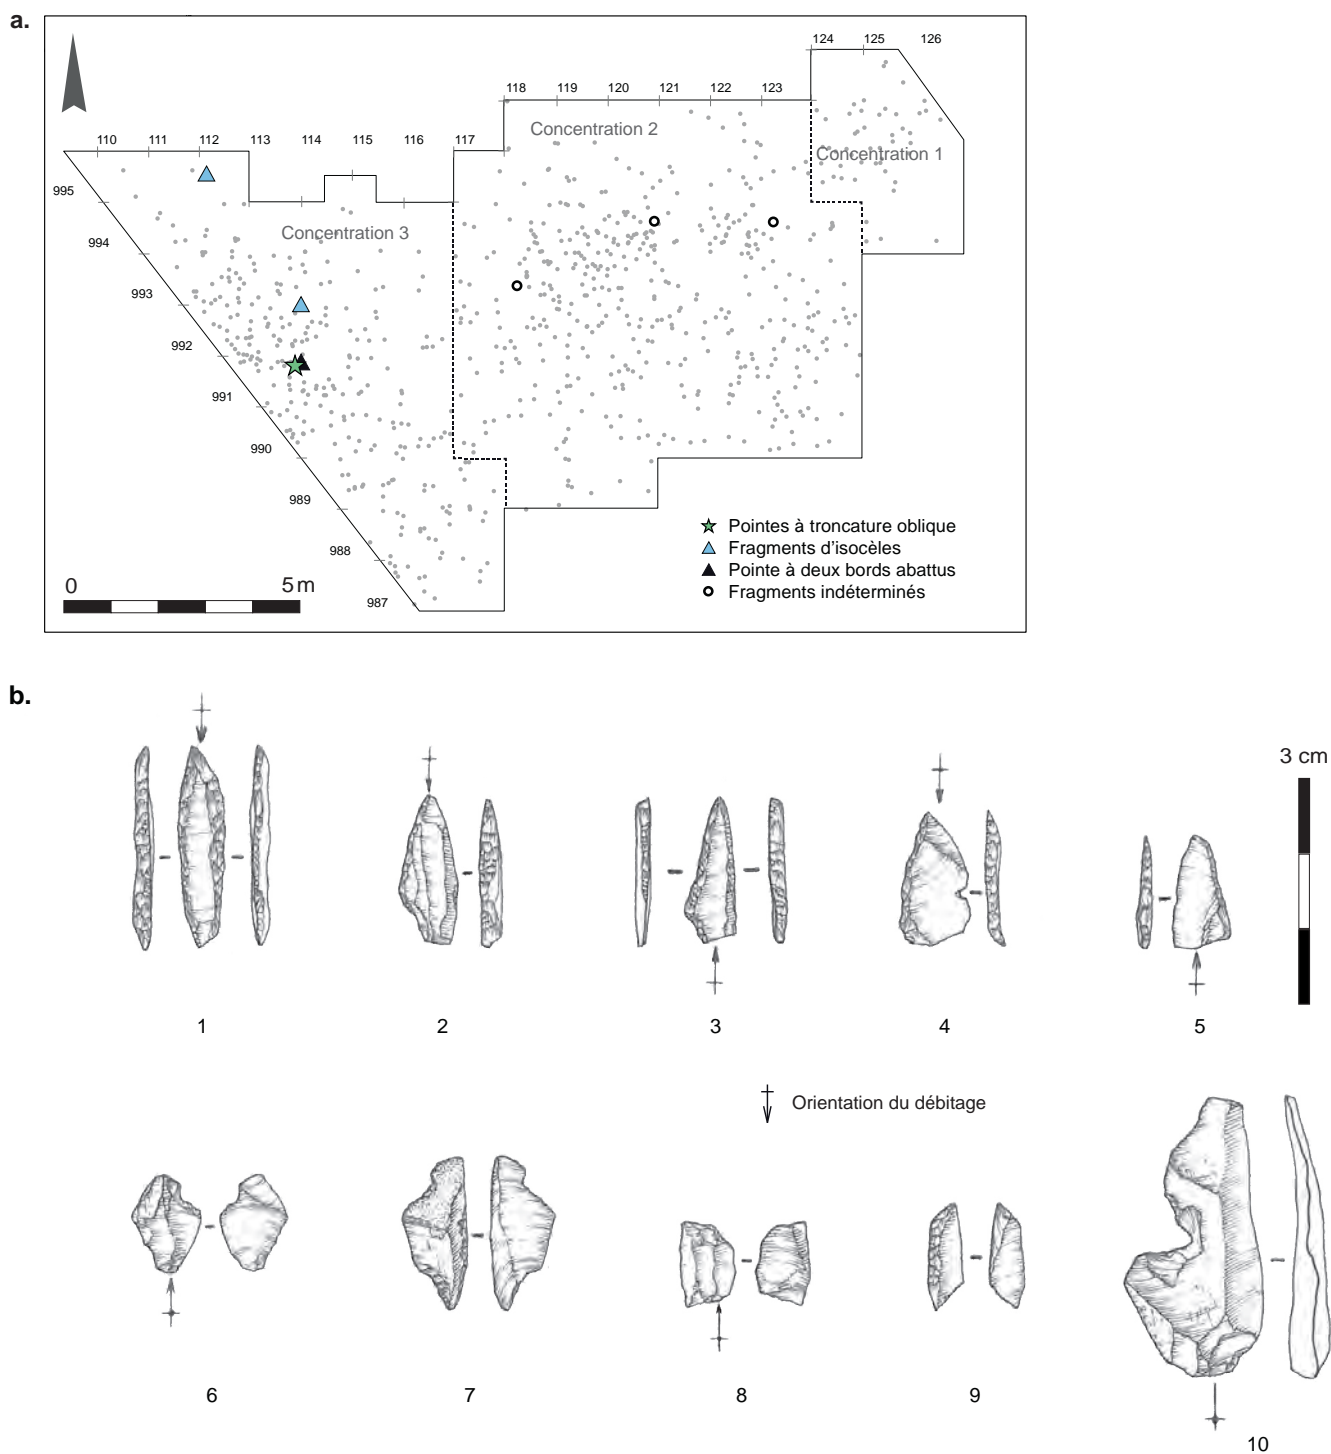 a.
124 125 126
118 119 120 121 122 123
Concentration 2
110 111 112 113 114 115 116 117
Concentration 1
995
Concentration 3
994
993
992
991
990
989
988
987
Pointes à troncature oblique
Fragments d'isocèles
Pointe à deux bords abattus
Fragments indéterminés
0 5 m
b.
3 cm
1 2 3 4 5
Orientation du débitage
6 7 8 9 10